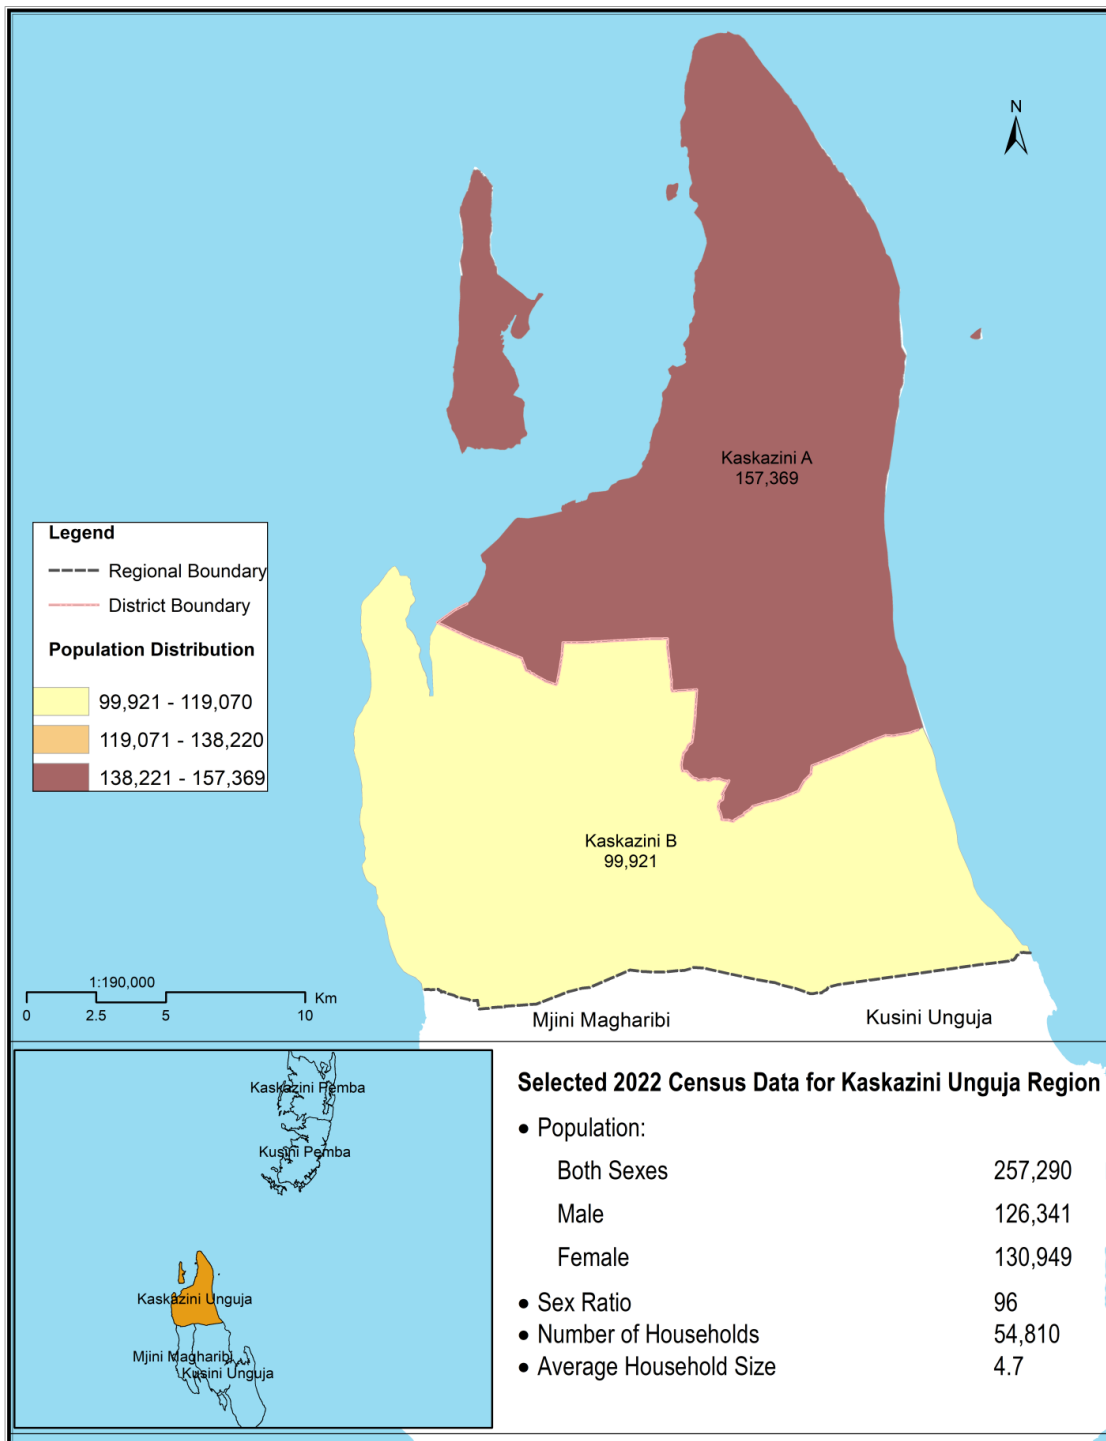 N
Kaskazini A
157,369
Legend
Regional Boundary
District Boundary
Population Distribution
99,921 - 119,070
119,071 - 138,220
138,221 - 157,369
Kaskazini B
99,921
1:190,000
Km
0 2.5 5 10
Mjini Magharibi
Kusini Unguja
Kaskazini Pemba
Kusini Pemba
Kaskazini Unguja
Mjini Magharibi
Kusini Unguja
Selected 2022 Census Data for Kaskazini Unguja Region
• Population:
Both Sexes 257,290
Male 126,341
Female 130,949
• Sex Ratio 96
• Number of Households 54,810
• Average Household Size 4.7